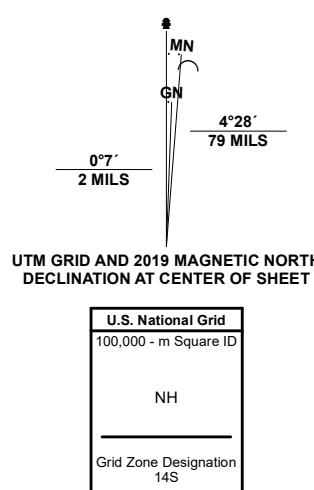 MN
GN
4°28´
79 MILS
0°7´
2 MILS
UTM GRID AND 2019 MAGNETIC NORTH
DECLINATION AT CENTER OF SHEET
U.S. National Grid
100,000 - m Square ID
NH
Grid Zone Designation
14S